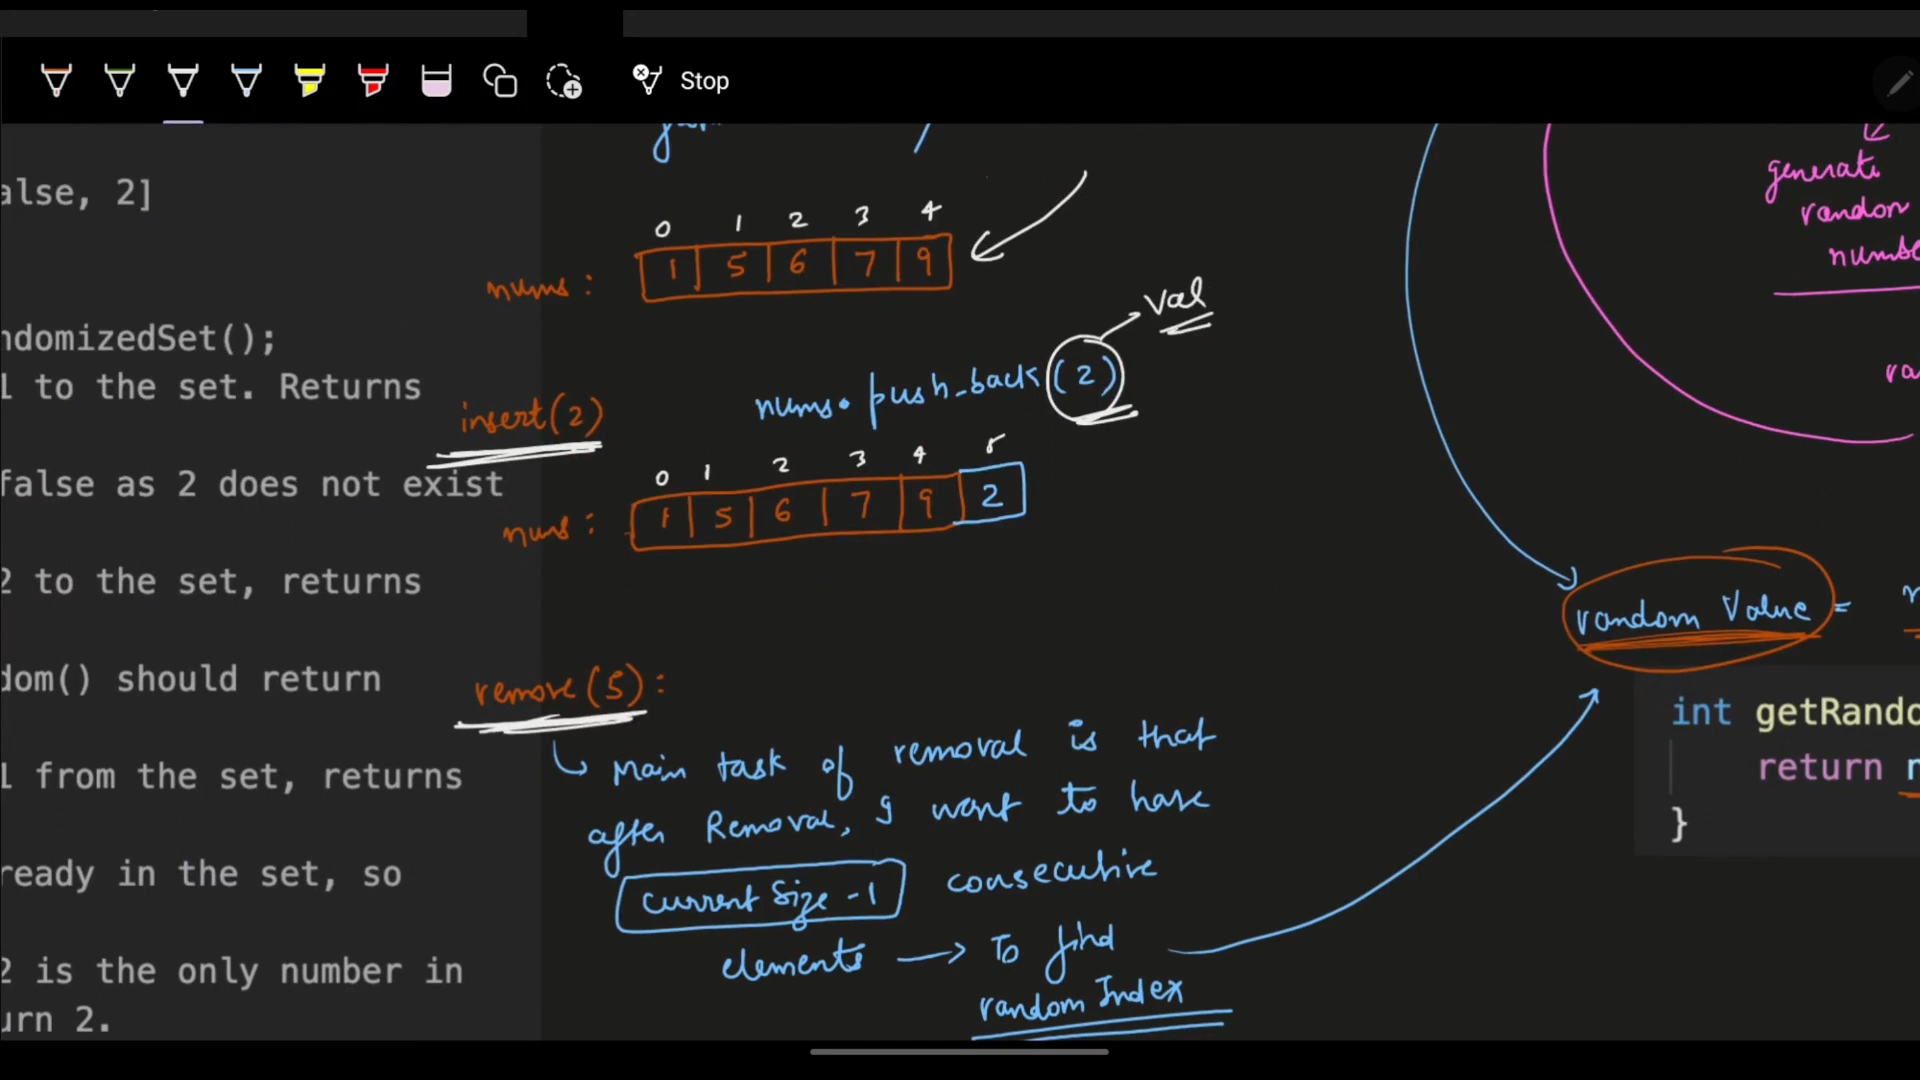 Stop
alse, 2]
ndomizedSet();
1 to the set. Returns
false as 2 does not exist
2 to the set, returns
dom() should return
1 from the set, returns
ready in the set, so
2 is the only number in
urn 2.
0 1 2 3 4
nums: 1 5 6 7 9
val
insert(2) nums.push_back(2)
0 1 2 3 4 5
nums: 1 5 6 7 9 2
remove(5):
Main task of removal is that
after Removal, I want to have
Current Size -1 consecutive
elements → To find
random Index
generate
random
numbe
ra
random Value =
int getRando
return
}